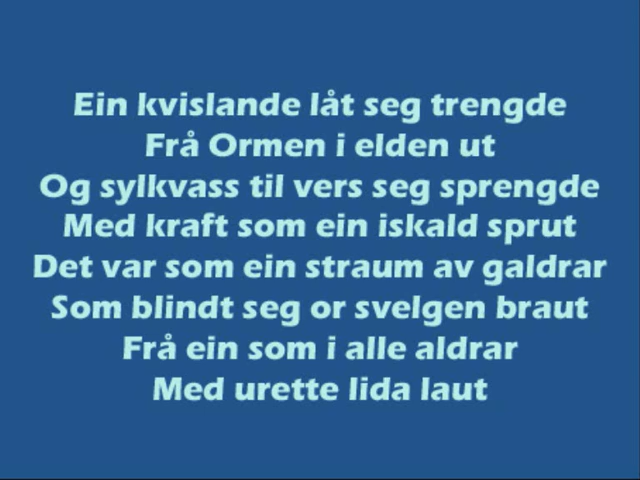 Ein kvislande låt seg trengde
Frå Ormen i elden ut
Og sylkvass til vers seg sprengde
Med kraft som ein iskald sprut
Det var som ein straum av galdrar
Som blindt seg or svelgen braut
Frå ein som i alle aldrar
Med urette lida laut